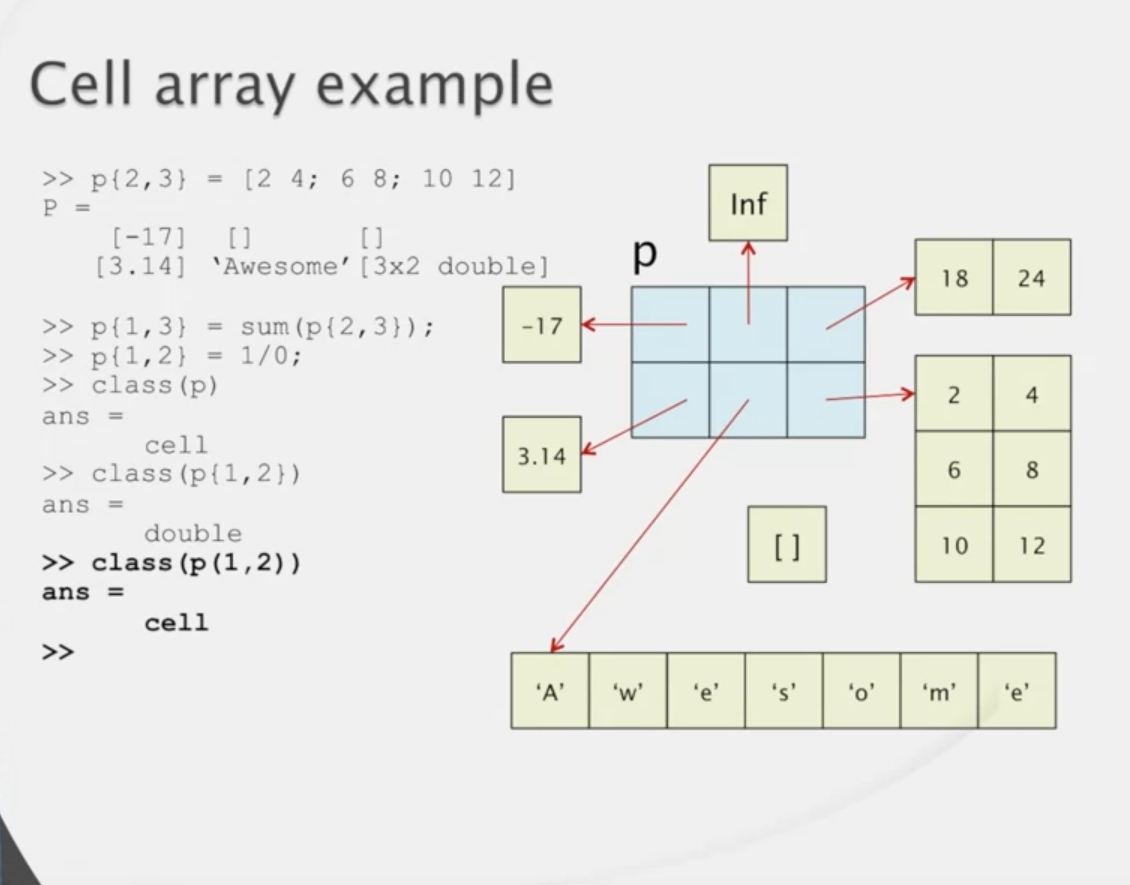 Cell array example
>> p{2,3} = [2 4; 6 8; 10 12]
P =
[-17] [] []
[3.14] ‘Awesome’ [3x2 double]
>> p{1,3} = sum(p{2,3});
>> p{1,2} = 1/0;
>> class(p)
ans =
cell
>> class(p{1,2})
ans =
double
>> class(p(1,2))
ans =
cell
>>
Inf
p
18 24
-17
2 4
3.14
6 8
[ ]
10 12
‘A’ ‘w’ ‘e’ ‘s’ ‘o’ ‘m’ ‘e’